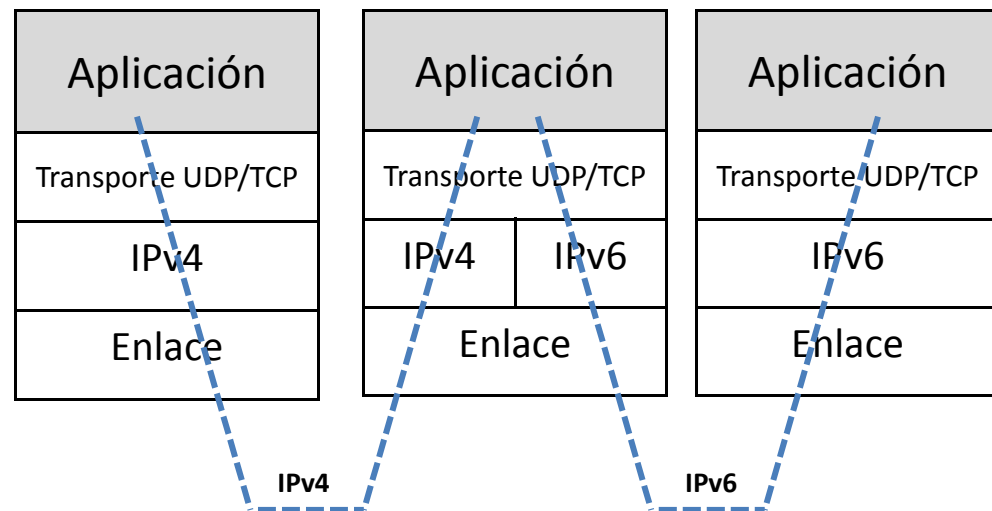 Aplicación
Transporte UDP/TCP
IPv4
Enlace
Aplicación
Transporte UDP/TCP
IPv4
IPv6
Enlace
Aplicación
Transporte UDP/TCP
IPv6
Enlace
IPv4
IPv6